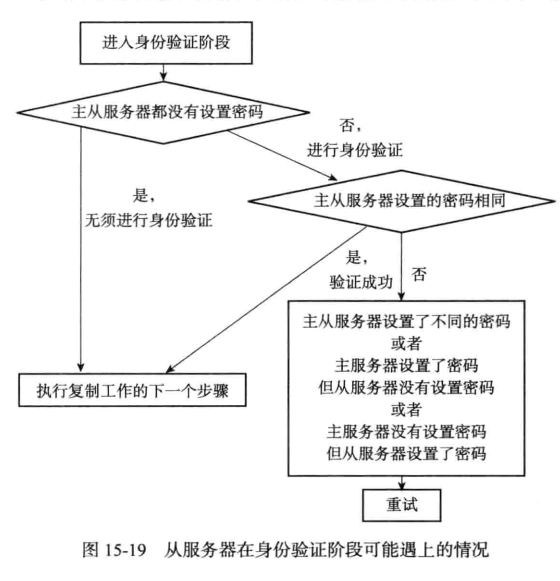 进入身份验证阶段
主从服务器都没有设置密码
否，
进行身份验证
是，
无须进行身份验证
主从服务器设置的密码相同
是，
验证成功
否
主从服务器设置了不同的密码
或者
主服务器设置了密码
但从服务器没有设置密码
或者
主服务器没有设置密码
但从服务器设置了密码
执行复制工作的下一个步骤
重试
图 15-19 从服务器在身份验证阶段可能遇上的情况